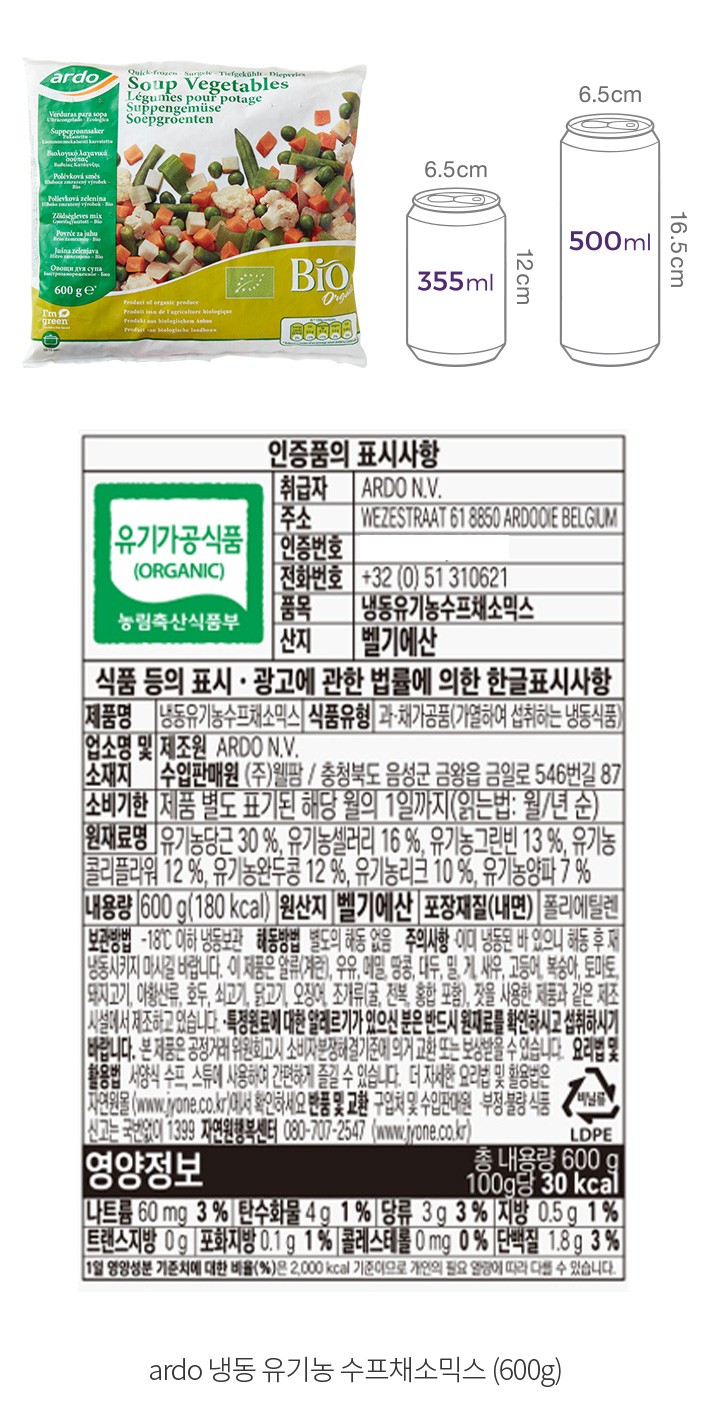 ardo
Quick-frozen - Surgelé - Tiefgekühlt - Diepvries
Soup Vegetables
Légumes pour potage
Suppengemüse
Soepgroenten
Verduras para sopa
Ultracongelado - Ecológica
Suppegrønnsaker
Βιολογικό λαχανικά
σούπας
Βαθειας Κατάψυξης
Polévková směs
Bio
Polievková zelenina
Zöldségleves mix
Gyorsfagyasztott - Bio
Povrće za juhu
Jušna zelenjava
Овощи для супа
600 g e
I'm
green
Bio
Organic
Product of organic produce
Produit issu de l'agriculture biologique
Produkt aus biologischem Anbau
Product van biologische landbouw
6.5cm
355ml
12cm
6.5cm
500ml
16.5cm
인증품의 표시사항
유기가공식품
(ORGANIC)
농림축산식품부
취급자 ARDO N.V.
주소 WEZESTRAAT 61 8850 ARDOOIE BELGIUM
인증번호
전화번호 +32 (0) 51 310621
품목 냉동유기농수프채소믹스
산지 벨기에산
식품 등의 표시 · 광고에 관한 법률에 의한 한글표시사항
제품명 냉동유기농수프채소믹스 식품유형 과·채가공품(가열하여 섭취하는 냉동식품)
업소명 및 제조원 ARDO N.V.
소재지 수입판매원 (주)웰팜 / 충청북도 음성군 금왕읍 금일로 546번길 87
소비기한 제품 별도 표기된 해당 월의 1일까지(읽는법: 월/년 순)
원재료명 유기농당근 30 %, 유기농셀러리 16 %, 유기농그린빈 13 %, 유기농
콜리플라워 12 %, 유기농완두콩 12 %, 유기농리크 10 %, 유기농양파 7 %
내용량 600 g(180 kcal) 원산지 벨기에산 포장재질(내면) 폴리에틸렌
보관방법 -18℃ 이하 냉동보관 해동방법 별도의 해동 없음 주의사항 ·이미 냉동된 바 있으니 해동 후 재
냉동시키지 마시길 바랍니다. ·이 제품은 알류(계란), 우유, 메밀, 땅콩, 대두, 밀, 게, 새우, 고등어, 복숭아, 토마토,
돼지고기, 아황산류, 호두, 쇠고기, 닭고기, 오징어, 조개류(굴, 전복, 홍합 포함), 잣을 사용한 제품과 같은 제조
시설에서 제조하고 있습니다. ·특정원료에 대한 알레르기가 있으신 분은 반드시 원재료를 확인하시고 섭취하시기
바랍니다. 본 제품은 공정거래 위원회고시 소비자분쟁해결기준에 의거 교환 또는 보상받을 수 있습니다. 요리법 및
활용법 서양식 수프, 스튜에 사용하여 간편하게 즐길 수 있습니다. 더 자세한 요리법 및 활용법은
자연원몰(www.jyone.co.kr)에서 확인하세요 반품 및 교환 구입처 및 수입판매원 ·부정·불량 식품
신고는 국번없이 1399 자연원행복센터 080-707-2547 (www.jyone.co.kr)
비닐류
LDPE
영양정보 총 내용량 600 g
100g당 30 kcal
나트륨 60 mg 3 % 탄수화물 4 g 1 % 당류 3 g 3 % 지방 0.5 g 1 %
트랜스지방 0 g 포화지방 0.1 g 1 % 콜레스테롤 0 mg 0 % 단백질 1.8 g 3 %
1일 영양성분 기준치에 대한 비율(%)은 2,000 kcal 기준이므로 개인의 필요 열량에 따라 다를 수 있습니다.
ardo 냉동 유기농 수프채소믹스 (600g)